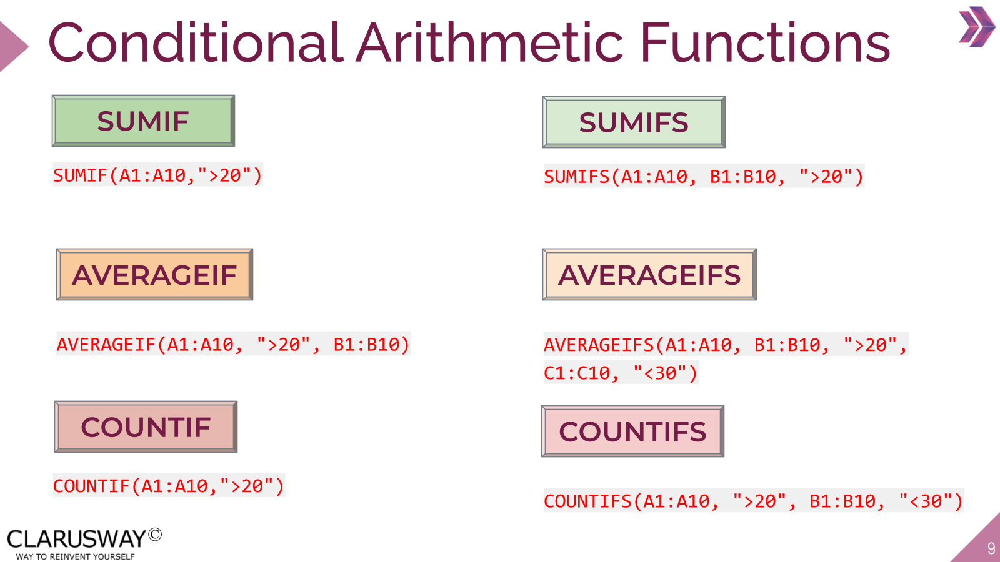 Conditional Arithmetic Functions
SUMIF
SUMIF(A1:A10,">20")
SUMIFS
SUMIFS(A1:A10, B1:B10, ">20")
AVERAGEIF
AVERAGEIF(A1:A10, ">20", B1:B10)
AVERAGEIFS
AVERAGEIFS(A1:A10, B1:B10, ">20",
C1:C10, "<30")
COUNTIF
COUNTIF(A1:A10,">20")
COUNTIFS
COUNTIFS(A1:A10, ">20", B1:B10, "<30")
CLARUSWAY©
WAY TO REINVENT YOURSELF
9